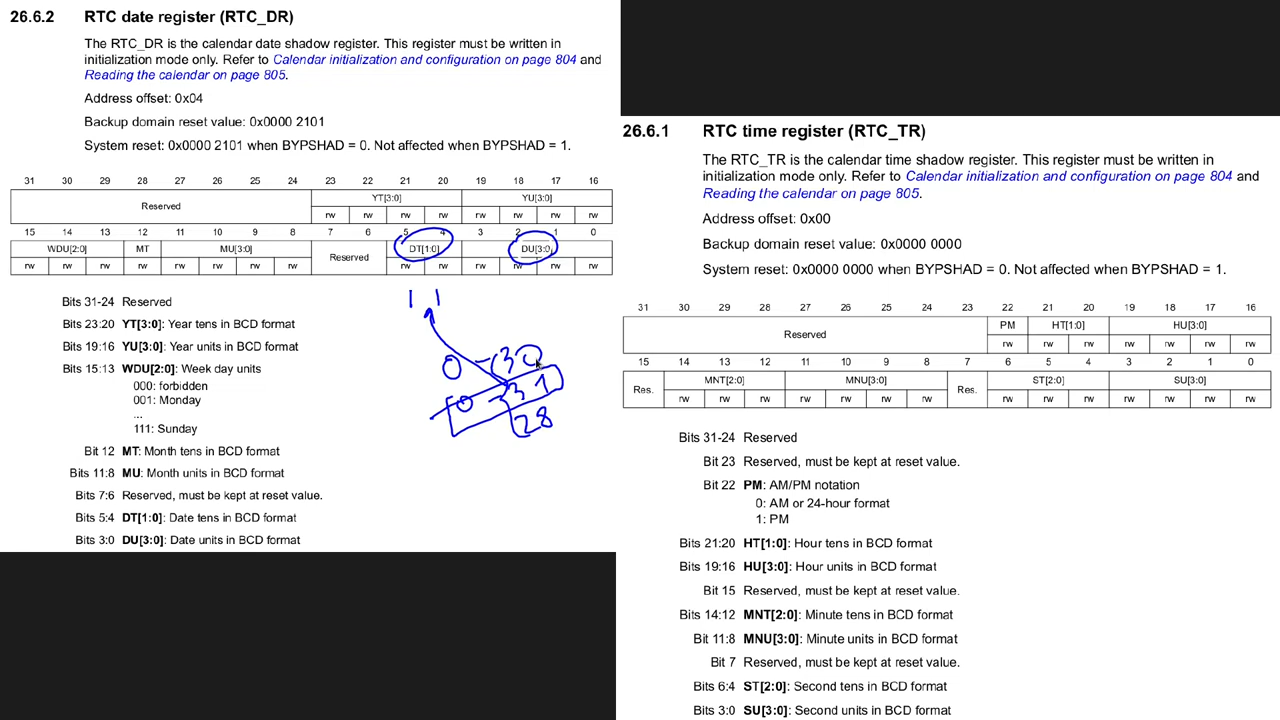 26.6.2 RTC date register (RTC_DR)
The RTC_DR is the calendar date shadow register. This register must be written in
initialization mode only. Refer to Calendar initialization and configuration on page 804 and
Reading the calendar on page 805.
Address offset: 0x04
Backup domain reset value: 0x0000 2101
System reset: 0x0000 2101 when BYPSHAD = 0. Not affected when BYPSHAD = 1.
31 30 29 28 27 26 25 24 23 22 21 20 19 18 17 16
Reserved YT[3:0] YU[3:0]
rw rw rw rw rw rw rw rw
15 14 13 12 11 10 9 8 7 6 5 4 3 2 1 0
WDU[2:0] MT MU[3:0] Reserved DT[1:0] DU[3:0]
rw rw rw rw rw rw rw rw rw rw rw rw rw rw
Bits 31-24 Reserved
Bits 23:20 YT[3:0]: Year tens in BCD format
Bits 19:16 YU[3:0]: Year units in BCD format
Bits 15:13 WDU[2:0]: Week day units
000: forbidden
001: Monday
...
111: Sunday
Bit 12 MT: Month tens in BCD format
Bits 11:8 MU: Month units in BCD format
Bits 7:6 Reserved, must be kept at reset value.
Bits 5:4 DT[1:0]: Date tens in BCD format
Bits 3:0 DU[3:0]: Date units in BCD format
1 1
0 - 30
0 - 31
28
26.6.1 RTC time register (RTC_TR)
The RTC_TR is the calendar time shadow register. This register must be written in
initialization mode only. Refer to Calendar initialization and configuration on page 804 and
Reading the calendar on page 805.
Address offset: 0x00
Backup domain reset value: 0x0000 0000
System reset: 0x0000 0000 when BYPSHAD = 0. Not affected when BYPSHAD = 1.
31 30 29 28 27 26 25 24 23 22 21 20 19 18 17 16
Reserved PM HT[1:0] HU[3:0]
rw rw rw rw rw rw rw
15 14 13 12 11 10 9 8 7 6 5 4 3 2 1 0
Res. MNT[2:0] MNU[3:0] Res. ST[2:0] SU[3:0]
rw rw rw rw rw rw rw rw rw rw rw rw rw rw
Bits 31-24 Reserved
Bit 23 Reserved, must be kept at reset value.
Bit 22 PM: AM/PM notation
0: AM or 24-hour format
1: PM
Bits 21:20 HT[1:0]: Hour tens in BCD format
Bits 19:16 HU[3:0]: Hour units in BCD format
Bit 15 Reserved, must be kept at reset value.
Bits 14:12 MNT[2:0]: Minute tens in BCD format
Bit 11:8 MNU[3:0]: Minute units in BCD format
Bit 7 Reserved, must be kept at reset value.
Bits 6:4 ST[2:0]: Second tens in BCD format
Bits 3:0 SU[3:0]: Second units in BCD format